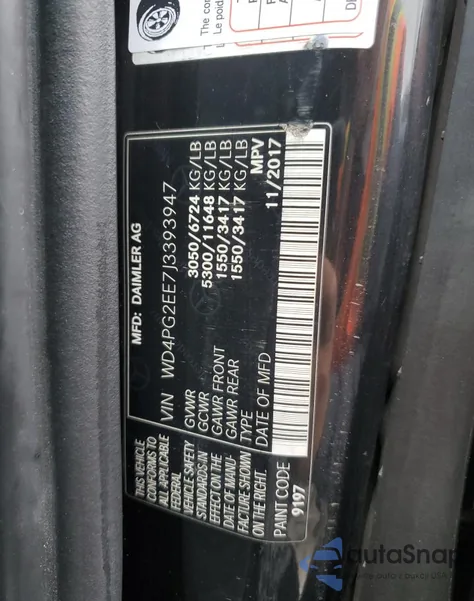 The
Le poid
MFD: DAIMLER AG
VIN WD4PG2EE7J3393947
GVWR 3050/6724 KG/LB
GCWR 5300/11648 KG/LB
GAWR FRONT 1550/3417 KG/LB
GAWR REAR 1550/3417 KG/LB
TYPE MPV
DATE OF MFD 11/2017
THIS VEHICLE
CONFORMS TO
ALL APPLICABLE
FEDERAL
VEHICLE SAFETY
STANDARDS IN
EFFECT ON THE
DATE OF MANU-
FACTURE SHOWN
ON THE RIGHT.
PAINT CODE
9197
autoSnap